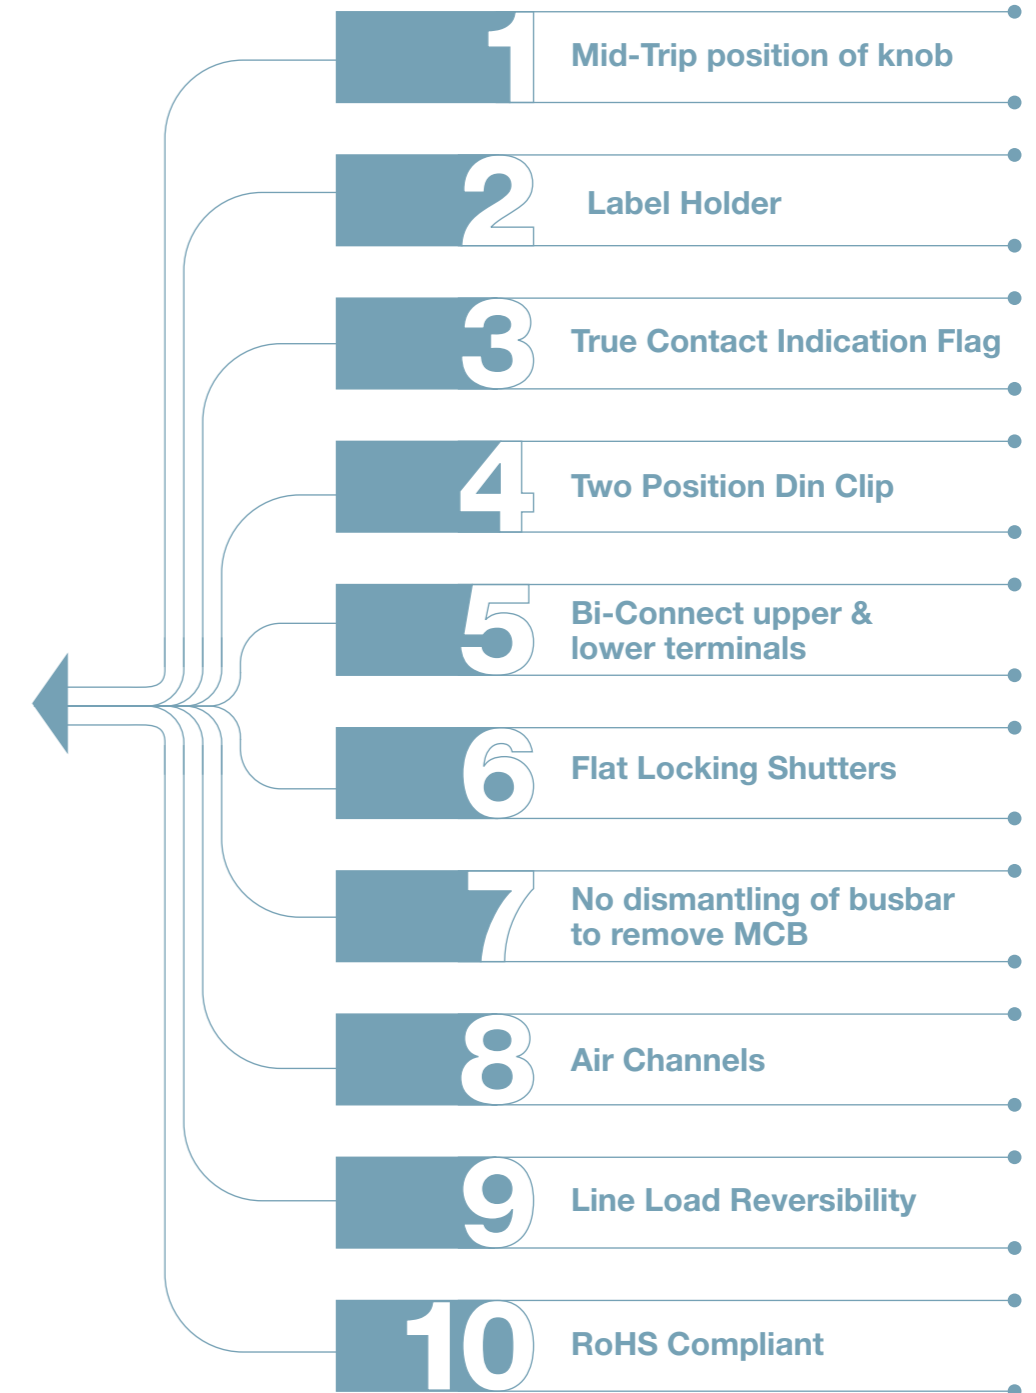 1
Mid-Trip position of knob
2
Label Holder
3
True Contact Indication Flag
4
Two Position Din Clip
5
Bi-Connect upper &
lower terminals
6
Flat Locking Shutters
7
No dismantling of busbar
to remove MCB
8
Air Channels
9
Line Load Reversibility
10
RoHS Compliant